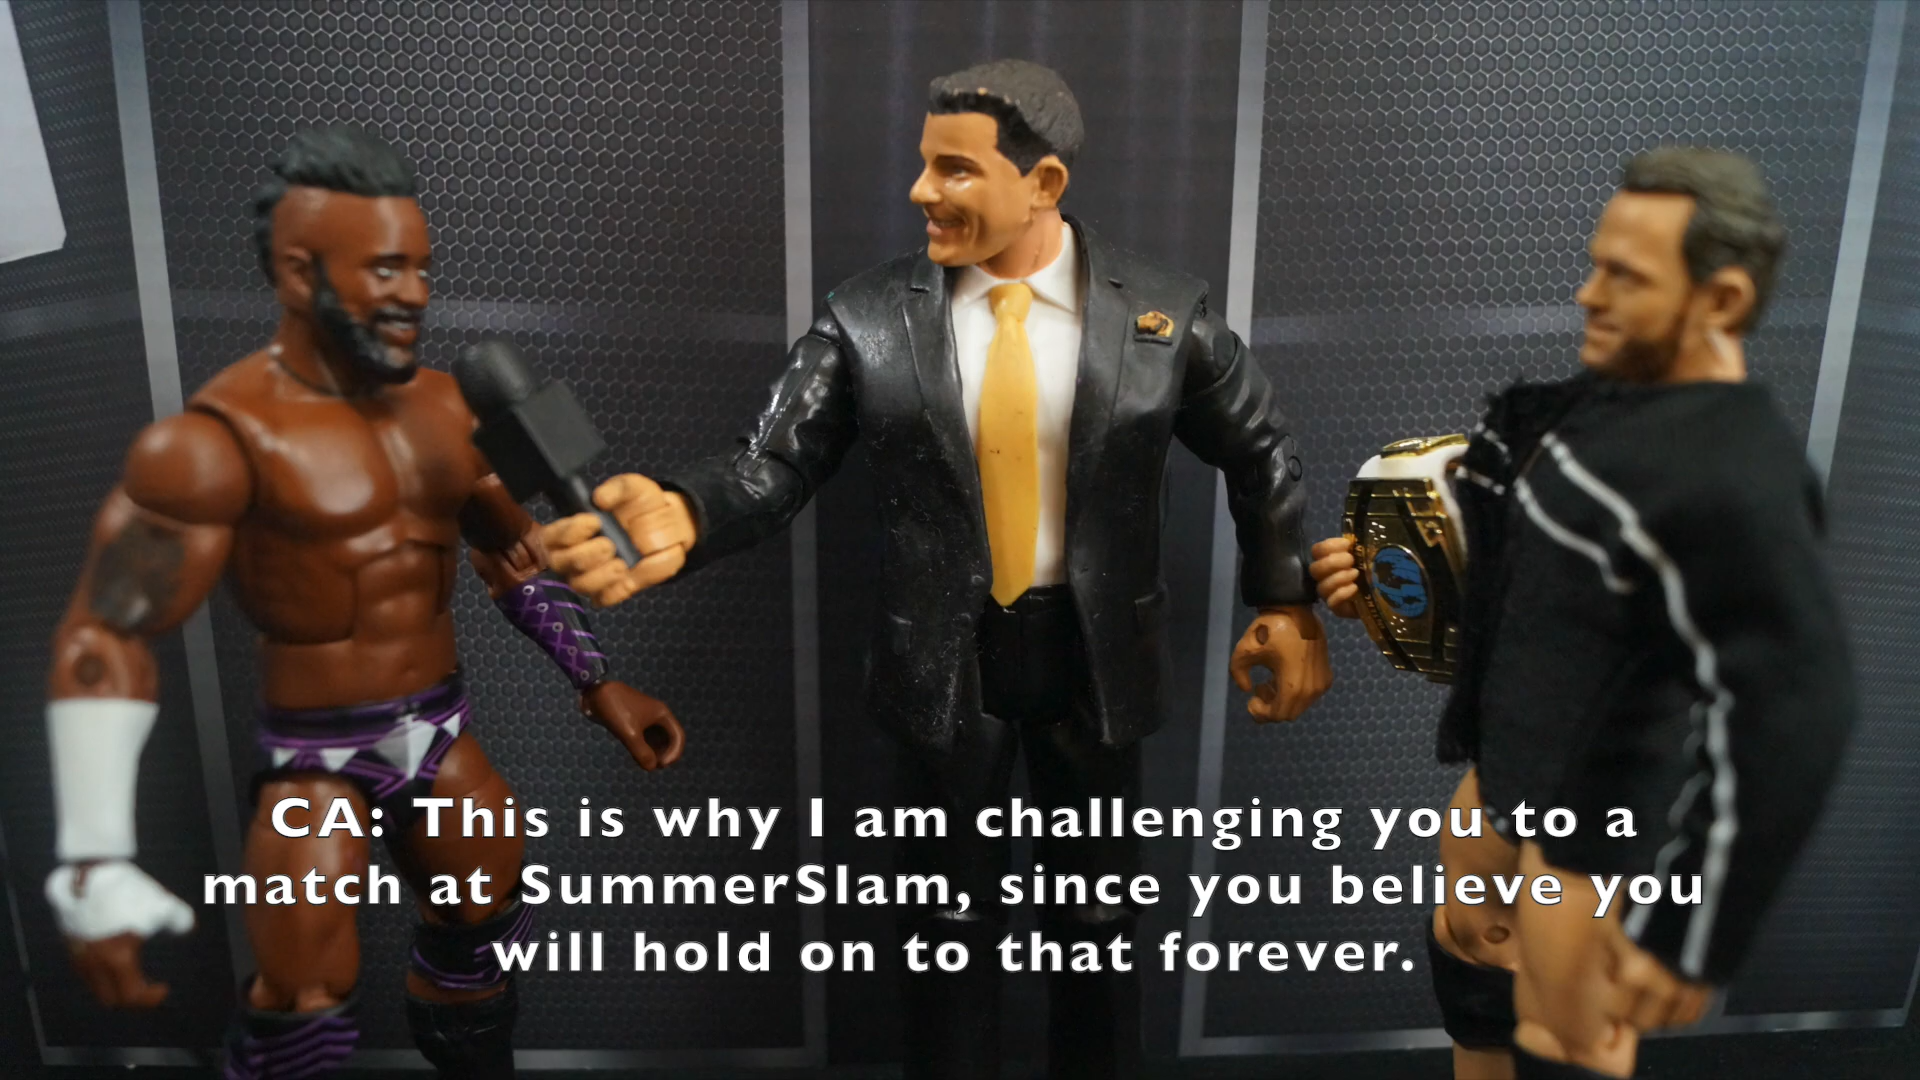 CA: This is why I am challenging you to a
match at SummerSlam, since you believe you
will hold on to that forever.